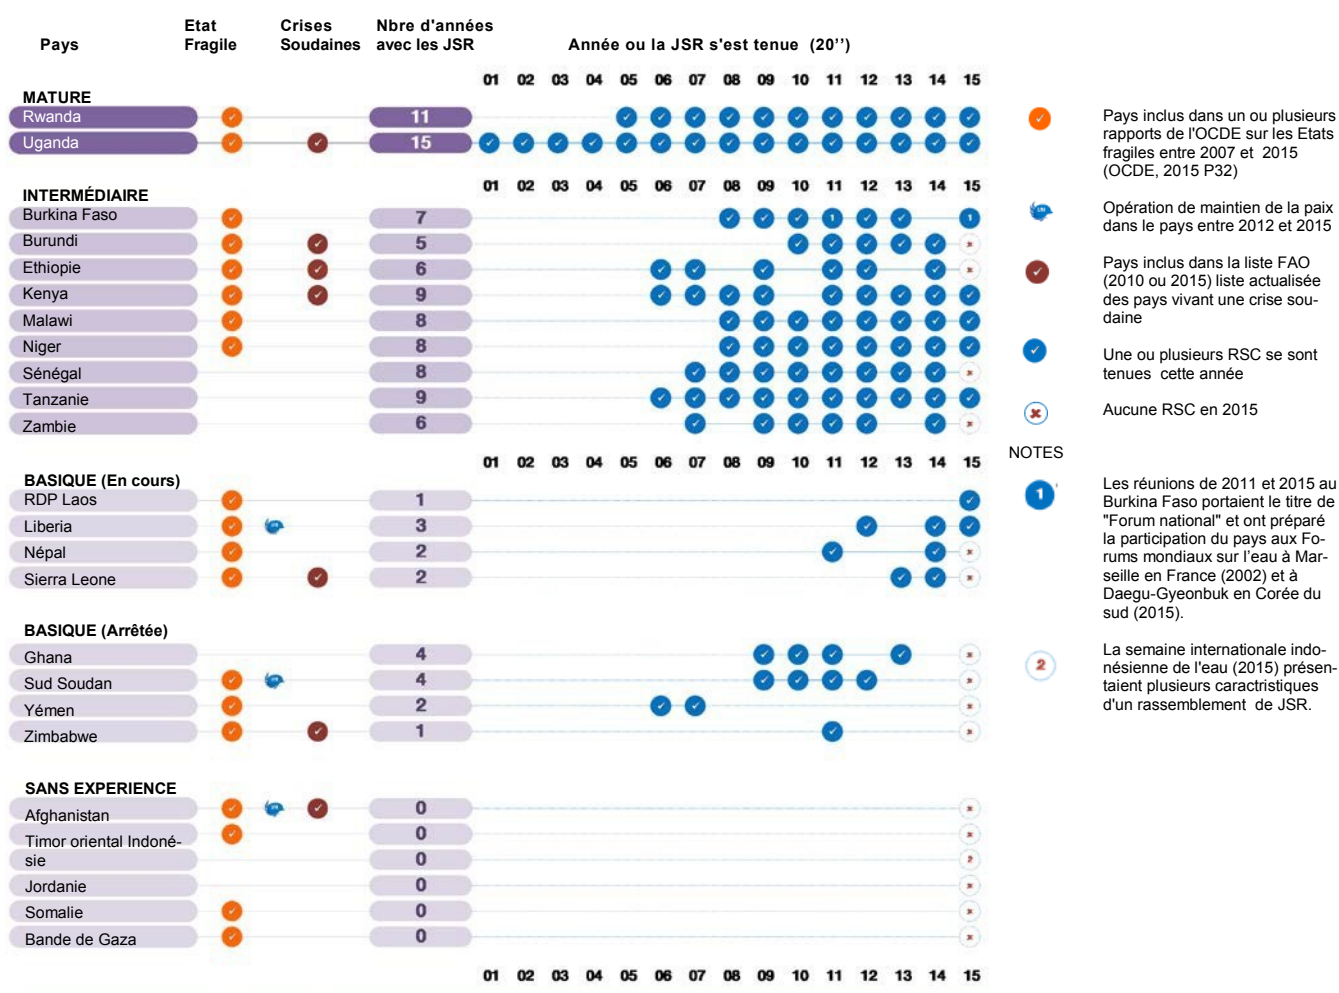 Pays
Etat Fragile
Crises Soudaines
Nbre d'années avec les JSR
Année ou la JSR s'est tenue (20’’)
01 02 03 04 05 06 07 08 09 10 11 12 13 14 15
MATURE
Rwanda 11
Uganda 15
01 02 03 04 05 06 07 08 09 10 11 12 13 14 15
INTERMÉDIAIRE
Burkina Faso 7 1 1
Burundi 5
Ethiopie 6
Kenya 9
Malawi 8
Niger 8
Sénégal 8
Tanzanie 9
Zambie 6
01 02 03 04 05 06 07 08 09 10 11 12 13 14 15
BASIQUE (En cours)
RDP Laos 1
Liberia 3
Népal 2
Sierra Leone 2
BASIQUE (Arrêtée)
Ghana 4
Sud Soudan 4
Yémen 2
Zimbabwe 1
SANS EXPERIENCE
Afghanistan 0
Timor oriental Indoné- 0
sie 0 2
Jordanie 0
Somalie 0
Bande de Gaza 0
01 02 03 04 05 06 07 08 09 10 11 12 13 14 15
Pays inclus dans un ou plusieurs
rapports de l'OCDE sur les Etats
fragiles entre 2007 et 2015
(OCDE, 2015 P32)
Opération de maintien de la paix
dans le pays entre 2012 et 2015
Pays inclus dans la liste FAO
(2010 ou 2015) liste actualisée
des pays vivant une crise sou-
daine
Une ou plusieurs RSC se sont
tenues cette année
Aucune RSC en 2015
NOTES
1
Les réunions de 2011 et 2015 au
Burkina Faso portaient le titre de
"Forum national" et ont préparé
la participation du pays aux Fo-
rums mondiaux sur l’eau à Mar-
seille en France (2002) et à
Daegu-Gyeonbuk en Corée du
sud (2015).
2
La semaine internationale indo-
nésienne de l'eau (2015) présen-
taient plusieurs caractristiques
d'un rassemblement de JSR.